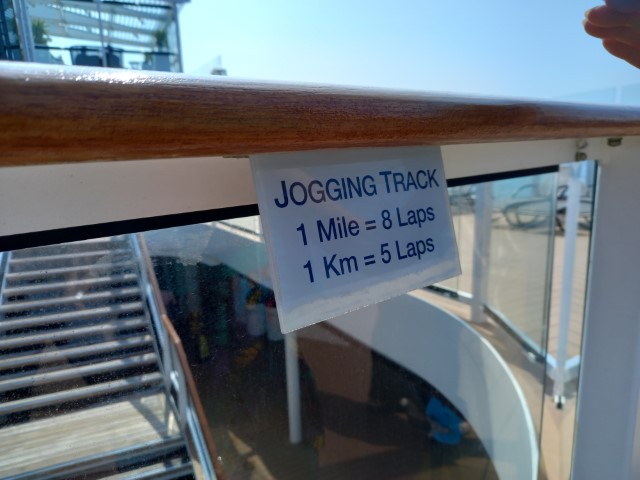 JOGGING TRACK
1 Mile = 8 Laps
1 Km = 5 Laps